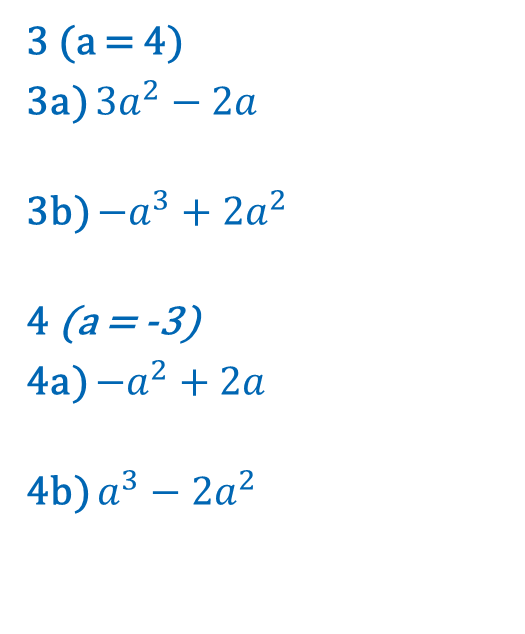 3 (a = 4)
3a) 3a² − 2a
3b) −a³ + 2a²
4 (a = -3)
4a) −a² + 2a
4b) a³ − 2a²